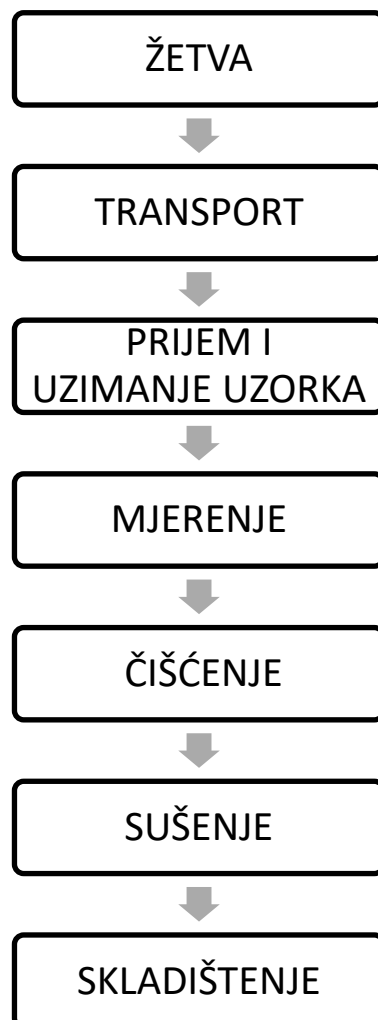 ŽETVA
TRANSPORT
PRIJEM I
UZIMANJE UZORKA
MJERENJE
ČIŠĆENJE
SUŠENJE
SKLADIŠTENJE